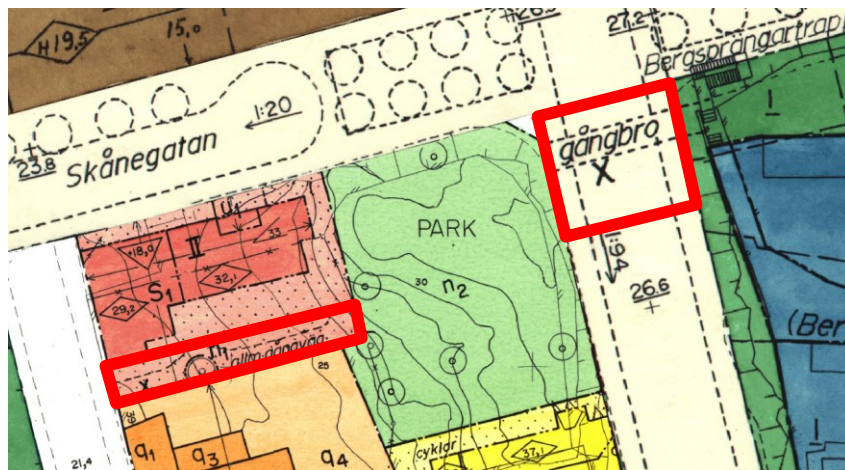 H19,5
15,0
27.2
Bergsprängartrap
1:20
23.8
Skånegatan
gångbro
X
I
II
+18,0
33
32,1
S₁
29,2
PARK
30
n₂
1:94
26.6
(Ber
n₁
allm.gångväg
x
25
39
21,4
q₁
q₃
q₄
cyklar
37,1
VI
I